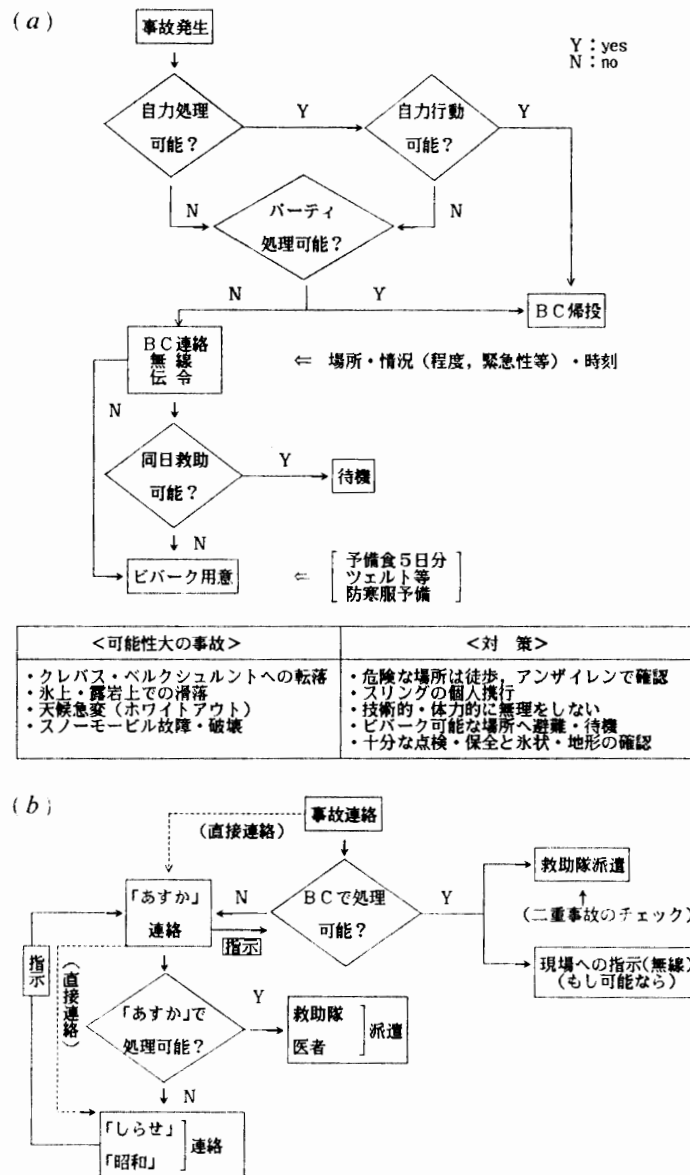 (a)
事故発生
Y：yes
N：no
自力処理
可能？
Y
自力行動
可能？
Y
N
パーティ
処理可能？
N
N
Y
BC帰投
BC連絡
無線
伝令
⇐ 場所・情況（程度，緊急性等）・時刻
N
同日救助
可能？
Y
待機
N
ビバーク用意
⇐
予備食5日分
ツェルト等
防寒服予備
＜可能性大の事故＞
・クレバス・ベルクシュルントへの転落
・氷上・露岩上での滑落
・天候急変（ホワイトアウト）
・スノーモービル故障・破壊
＜対　策＞
・危険な場所は徒歩，アンザイレンで確認
・スリングの個人携行
・技術的・体力的に無理をしない
・ビバーク可能な場所へ避難・待機
・十分な点検・保全と氷状・地形の確認
(b)
事故連絡
（直接連絡）
「あすか」
連絡
N
指示
BCで処理
可能？
Y
救助隊派遣
（二重事故のチェック）
現場への指示(無線)
（もし可能なら）
指示
（直接連絡）
「あすか」で
処理可能？
Y
救助隊
医者
派遣
N
「しらせ」
「昭和」
連絡